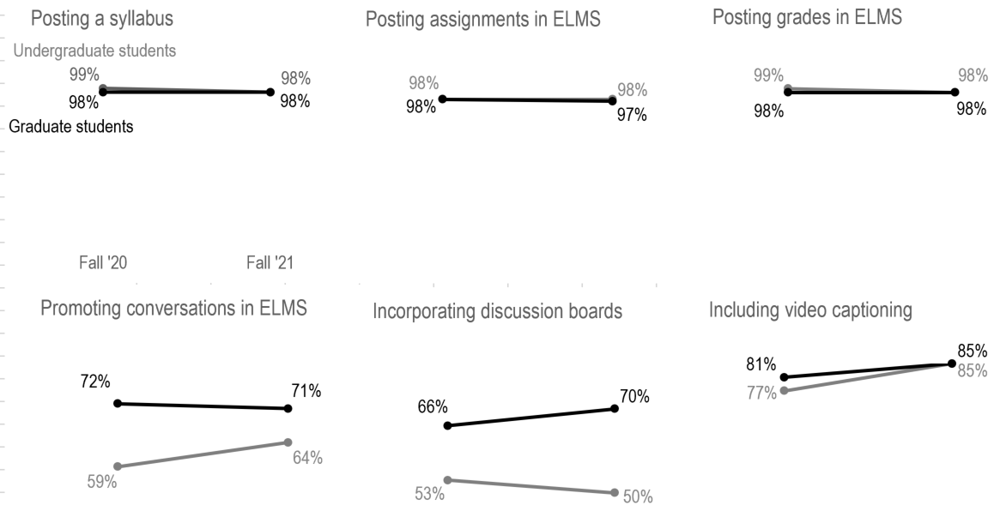 Posting a syllabus
Undergraduate students
99%
98%
98%
98%
Graduate students
Fall '20
Fall '21
Posting assignments in ELMS
98%
98%
98%
97%
Posting grades in ELMS
99%
98%
98%
98%
Promoting conversations in ELMS
72%
71%
59%
64%
Incorporating discussion boards
66%
70%
53%
50%
Including video captioning
81%
85%
77%
85%